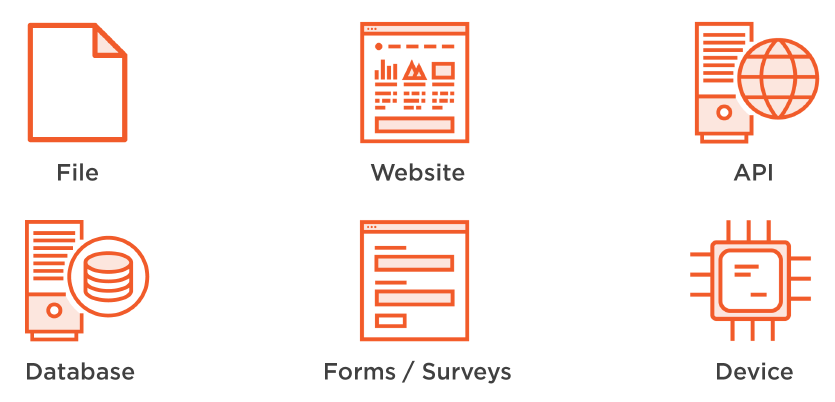 File
Website
API
Database
Forms / Surveys
Device